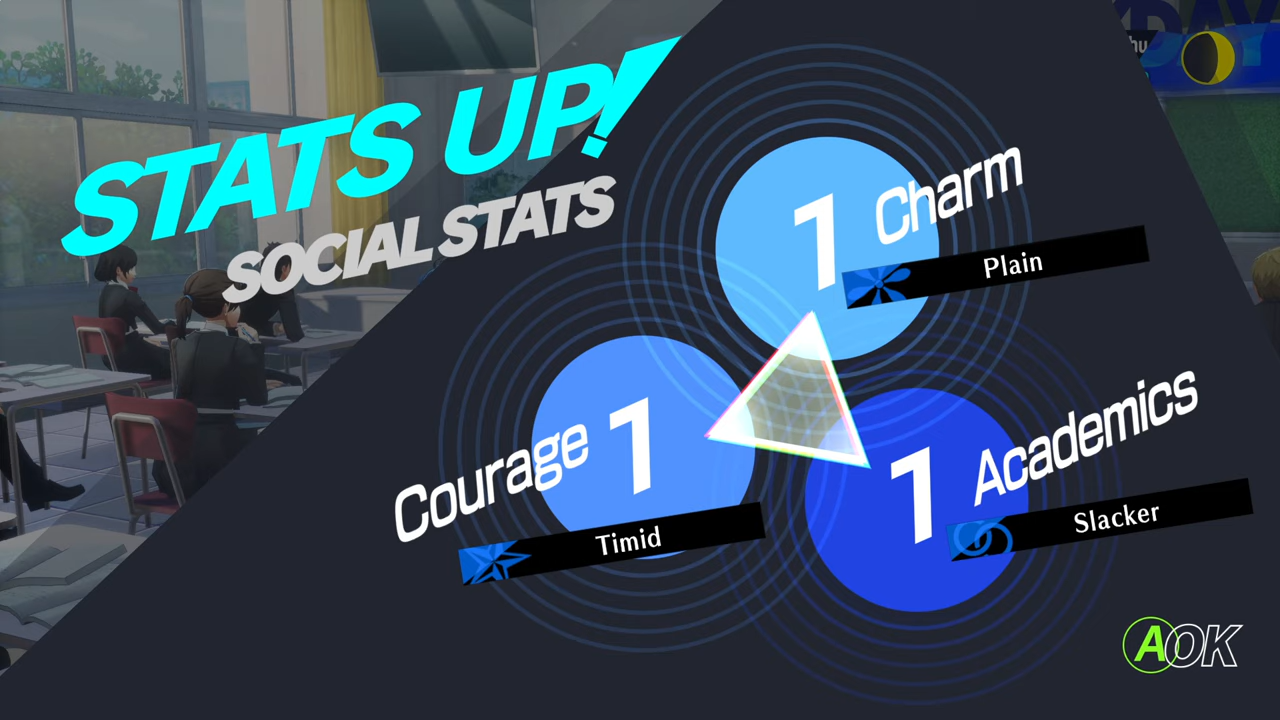 STATS UP!
SOCIAL STATS
1 Charm
Plain
Courage 1
Timid
1 Academics
Slacker
A OK